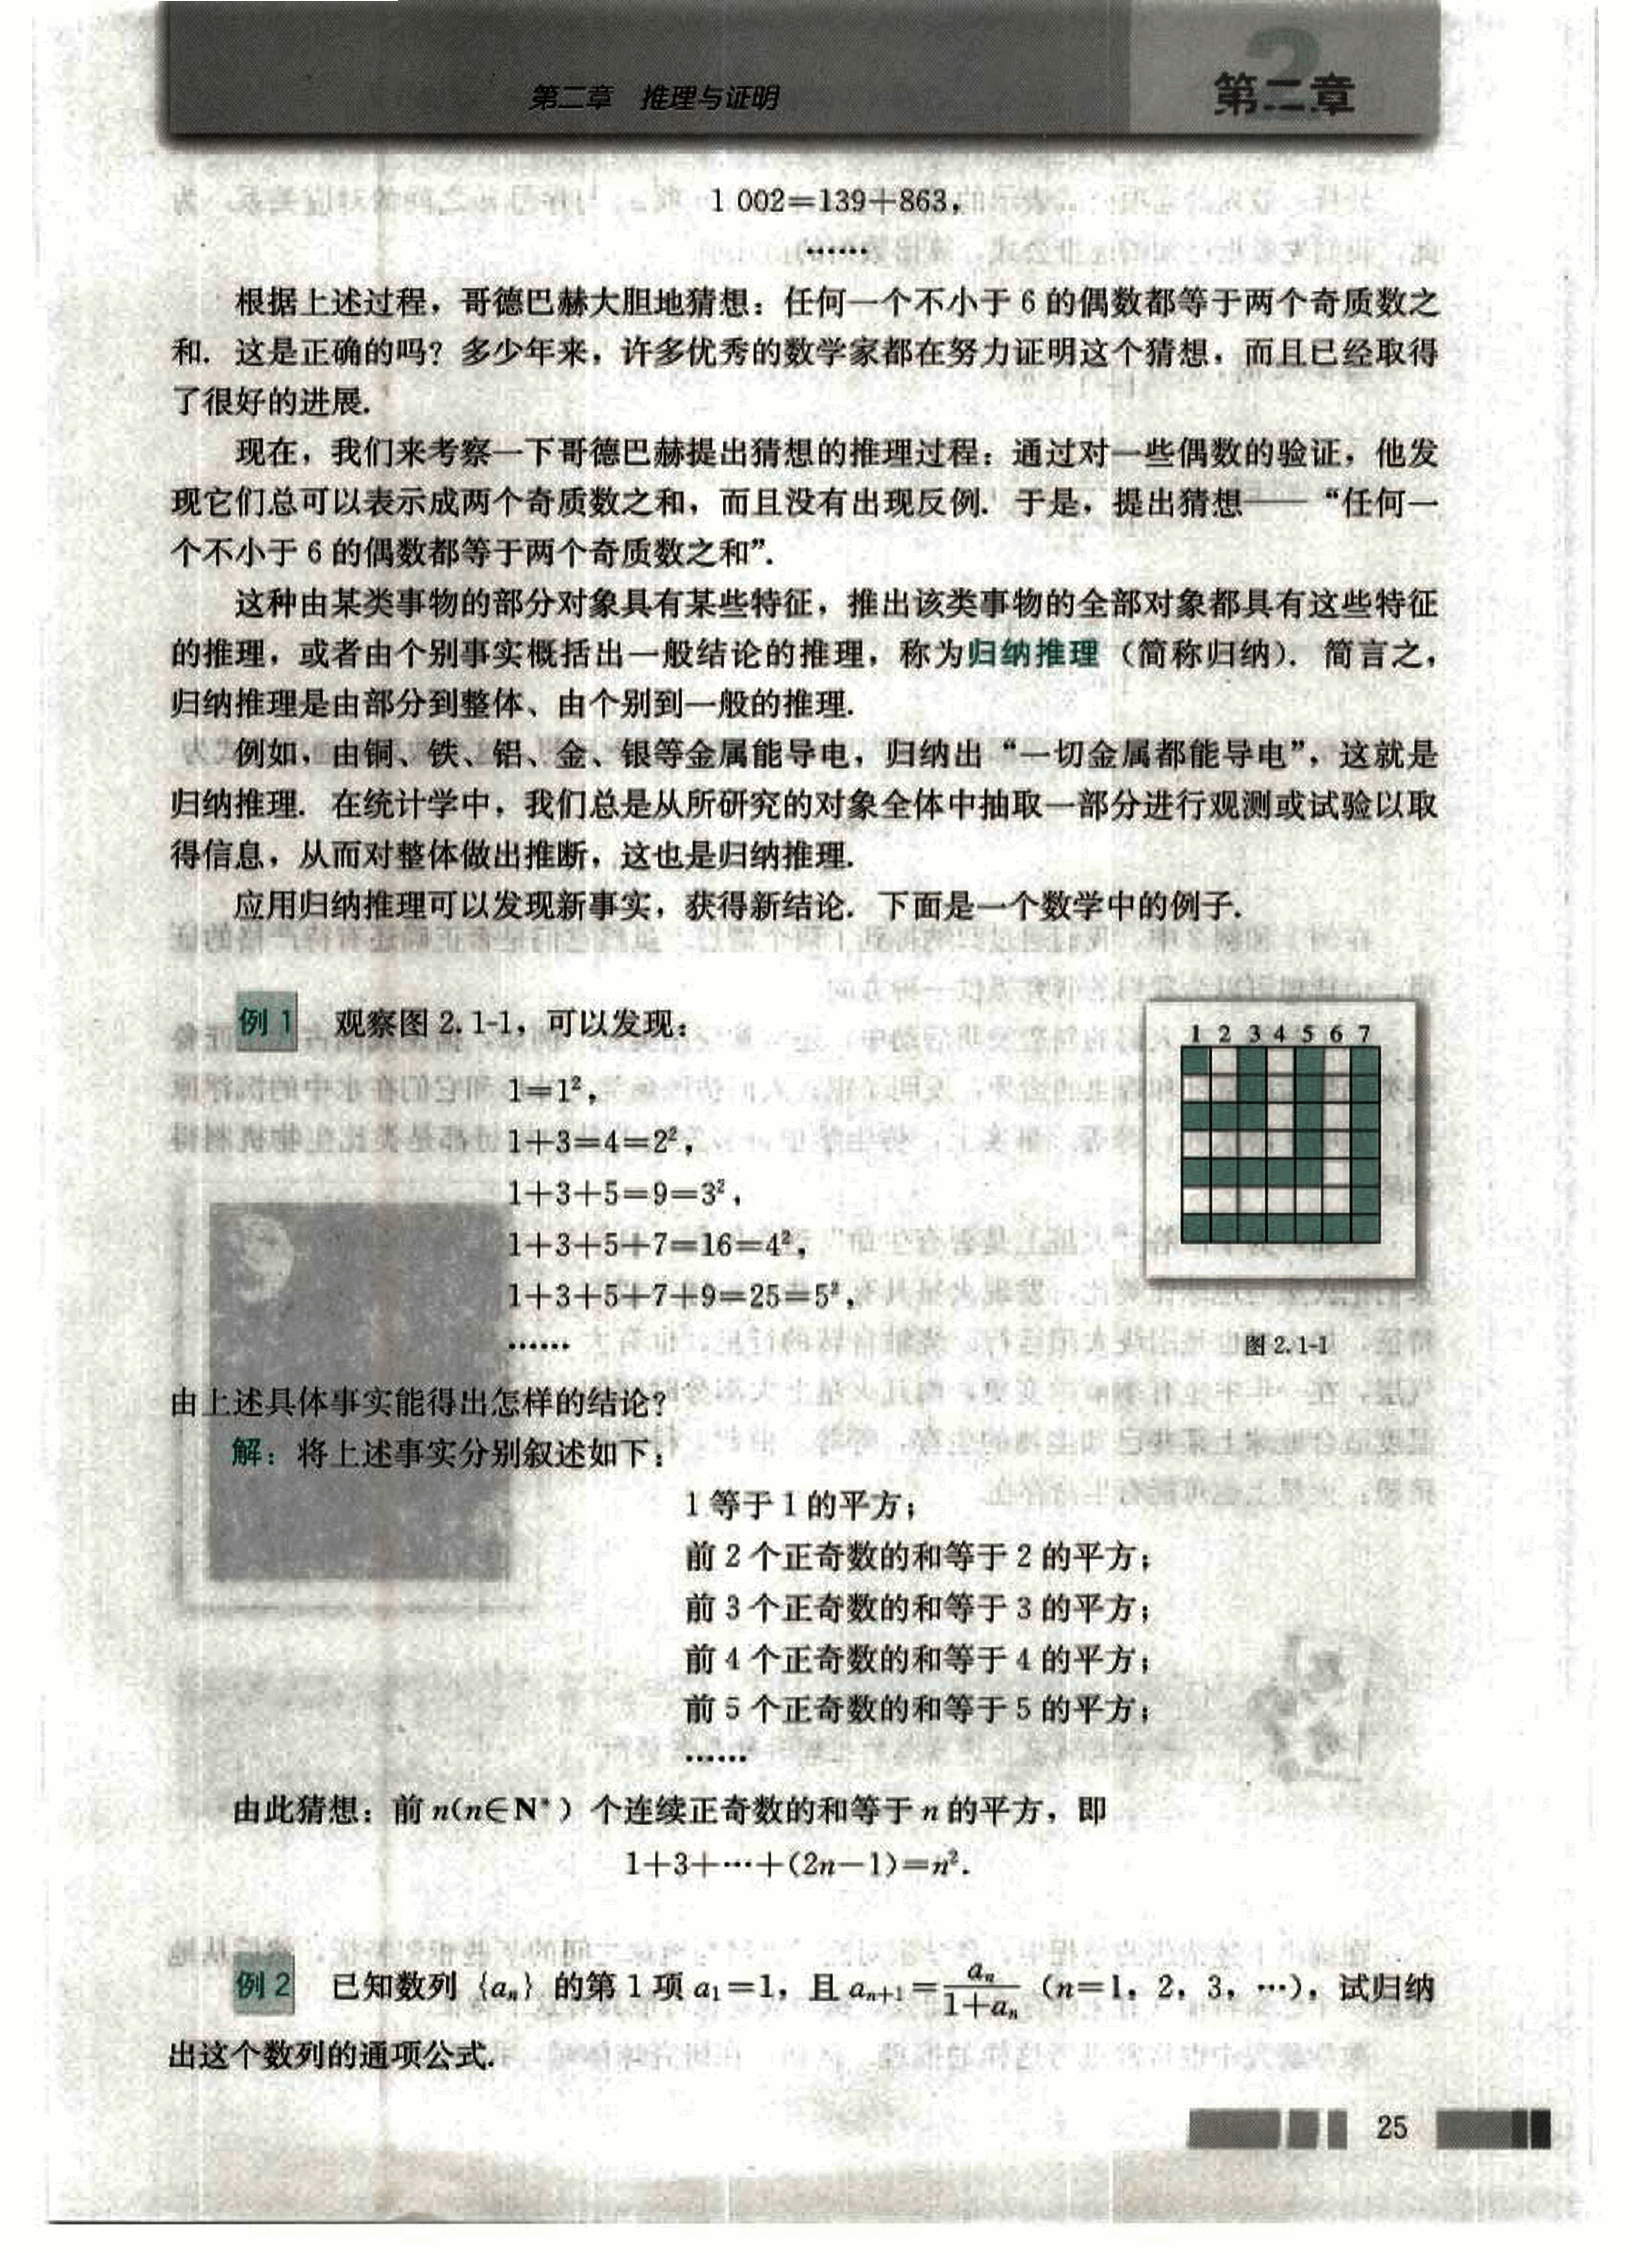 第二章 推理与证明
第二章
1 002=139+863,
……
根据上述过程，哥德巴赫大胆地猜想：任何一个不小于 6 的偶数都等于两个奇质数之
和. 这是正确的吗？多少年来，许多优秀的数学家都在努力证明这个猜想，而且已经取得
了很好的进展.
现在，我们来考察一下哥德巴赫提出猜想的推理过程：通过对一些偶数的验证，他发
现它们总可以表示成两个奇质数之和，而且没有出现反例. 于是，提出猜想——“任何一
个不小于 6 的偶数都等于两个奇质数之和”.
这种由某类事物的部分对象具有某些特征，推出该类事物的全部对象都具有这些特征
的推理，或者由个别事实概括出一般结论的推理，称为归纳推理（简称归纳）. 简言之，
归纳推理是由部分到整体、由个别到一般的推理.
例如，由铜、铁、铝、金、银等金属能导电，归纳出“一切金属都能导电”，这就是
归纳推理. 在统计学中，我们总是从所研究的对象全体中抽取一部分进行观测或试验以取
得信息，从而对整体做出推断，这也是归纳推理.
应用归纳推理可以发现新事实，获得新结论. 下面是一个数学中的例子.
例 1 观察图 2.1-1，可以发现：
1 2 3 4 5 6 7
1=1²,
1+3=4=2²,
1+3+5=9=3²,
1+3+5+7=16=4²,
1+3+5+7+9=25=5²,
……
图 2.1-1
由上述具体事实能得出怎样的结论？
解：将上述事实分别叙述如下：
1 等于 1 的平方；
前 2 个正奇数的和等于 2 的平方；
前 3 个正奇数的和等于 3 的平方；
前 4 个正奇数的和等于 4 的平方；
前 5 个正奇数的和等于 5 的平方；
……
由此猜想：前 n(n∈N*) 个连续正奇数的和等于 n 的平方，即
1+3+…+(2n-1)=n².
例 2 已知数列 {aₙ} 的第 1 项 a₁=1，且 aₙ₊₁=aₙ/(1+aₙ) (n=1, 2, 3, …)，试归纳
出这个数列的通项公式.
25